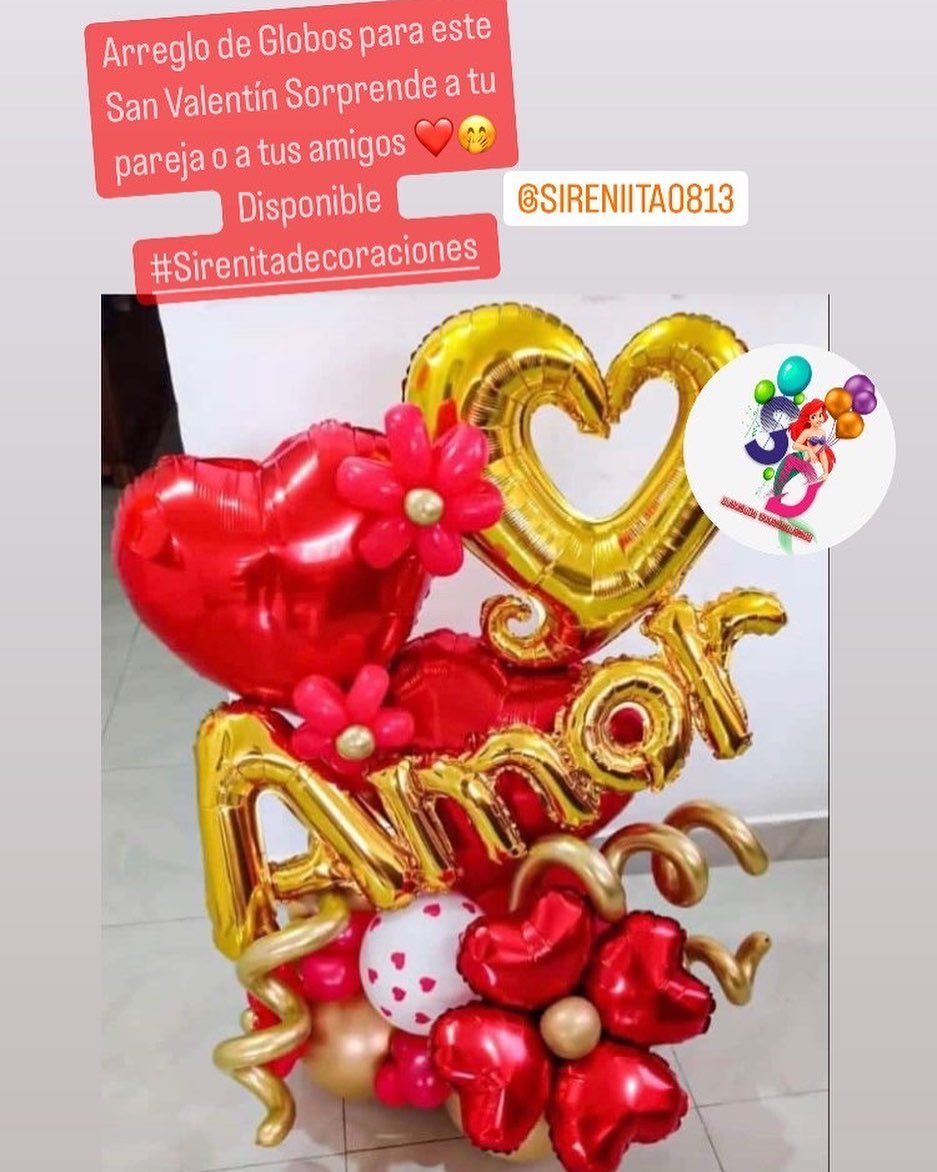 Arreglo de Globos para este
San Valentín Sorprende a tu
pareja o a tus amigos ❤️🤭
Disponible
#Sirenitadecoraciones
@SIRENIITA0813
Amor